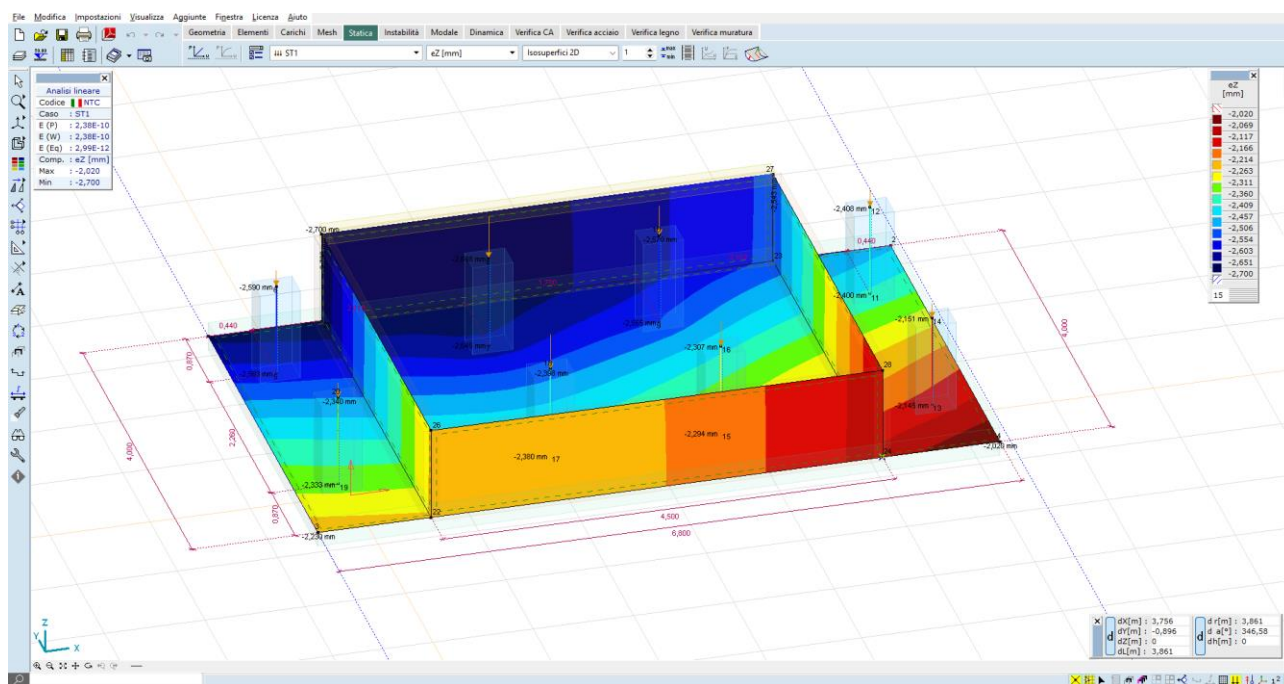 File Modifica Impostazioni Visualizza Aggiunte Finestra Licenza Aiuto
Geometria Elementi Carichi Mesh Statica Instabilità Modale Dinamica Verifica CA Verifica acciaio Verifica legno Verifica muratura
ST1 eZ [mm] Isosuperfici 2D 1
Analisi lineare
Codice NTC
Caso : ST1
E (P) : 2,38E-10
E (W) : 2,38E-10
E (Eq) : 2,99E-12
Comp. : eZ [mm]
Max : -2,020
Min : -2,700
eZ
[mm]
-2,020
-2,069
-2,117
-2,166
-2,214
-2,263
-2,311
-2,360
-2,409
-2,457
-2,506
-2,554
-2,603
-2,651
-2,700
15
27
-2,408 mm 12
2
0,440
-2,700 mm
23
-2,590 mm
-2,400 mm 11
0,440
-2,151 mm 14
4,000
-2,307 mm 16
0,870
28
-2,340 mm
-2,148 mm 13
26
2,260
4,000
-2,294 mm 15
-2,380 mm 17
24
-2,020 mm
-2,333 mm 19
0,870
22
4,500
6,800
Z
Y
X
d
dX[m] : 3,756
dY[m] : -0,896
dZ[m] : 0
dL[m] : 3,861
d
d r[m] : 3,861
d a[°] : 346,58
dh[m] : 0